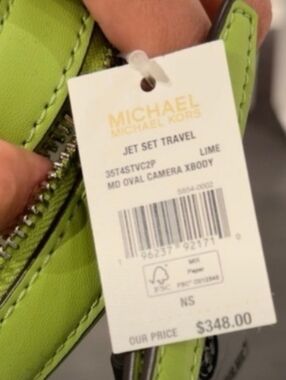 MICHAEL
MICHAEL KORS
JET SET TRAVEL
35T4STVC2P LIME
MD OVAL CAMERA XBODY
5854-0002
1 96237 92171 0
MIX
Paper
FSC
NS
OUR PRICE $348.00